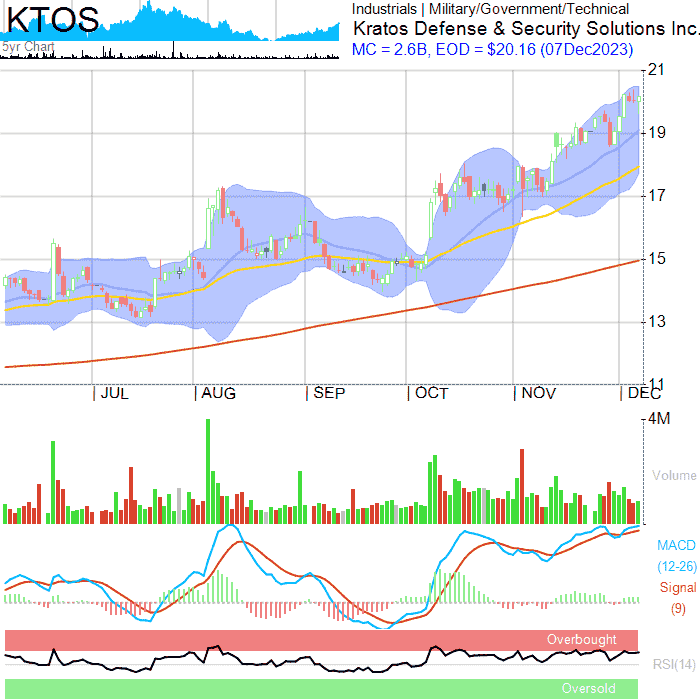 KTOS
Industrials | Military/Government/Technical
Kratos Defense & Security Solutions Inc.
5yr Chart
MC = 2.6B, EOD = $20.16 (07Dec2023)
21
19
17
15
13
11
JUL AUG SEP OCT NOV DEC
4M
Volume
MACD
(12-26)
Signal
(9)
Overbought
RSI(14)
Oversold